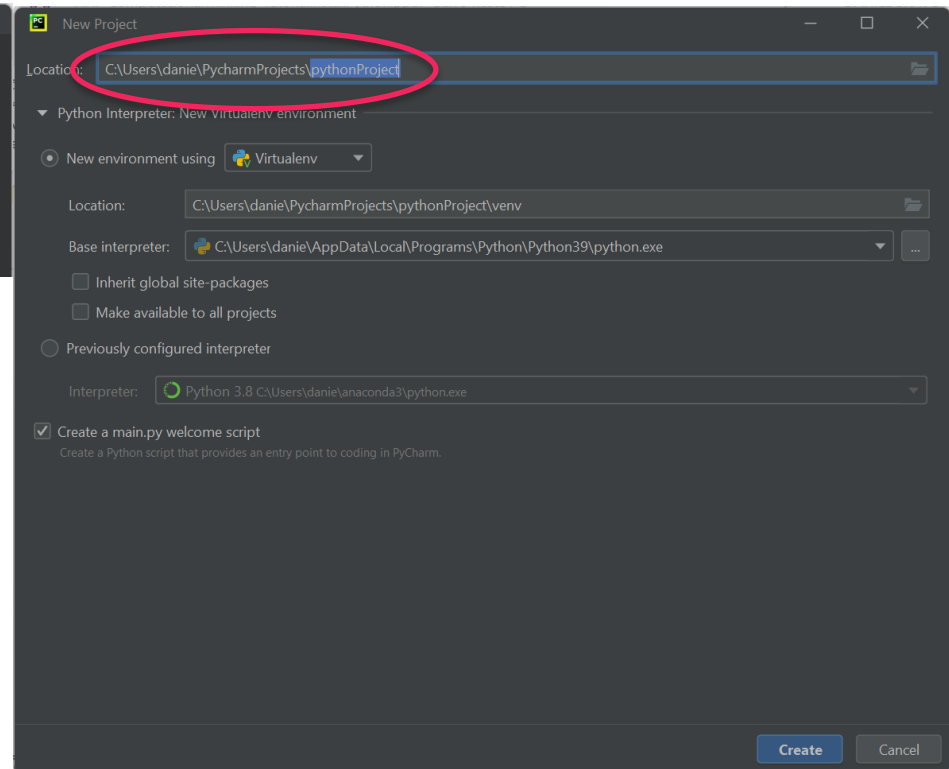 PC
New Project
Location: C:\Users\danie\PycharmProjects\pythonProject
Python Interpreter: New Virtualenv environment
New environment using Virtualenv
Location: C:\Users\danie\PycharmProjects\pythonProject\venv
Base interpreter: C:\Users\danie\AppData\Local\Programs\Python\Python39\python.exe ...
Inherit global site-packages
Make available to all projects
Previously configured interpreter
Interpreter: Python 3.8 C:\Users\danie\anaconda3\python.exe
Create a main.py welcome script
Create a Python script that provides an entry point to coding in PyCharm.
Create Cancel